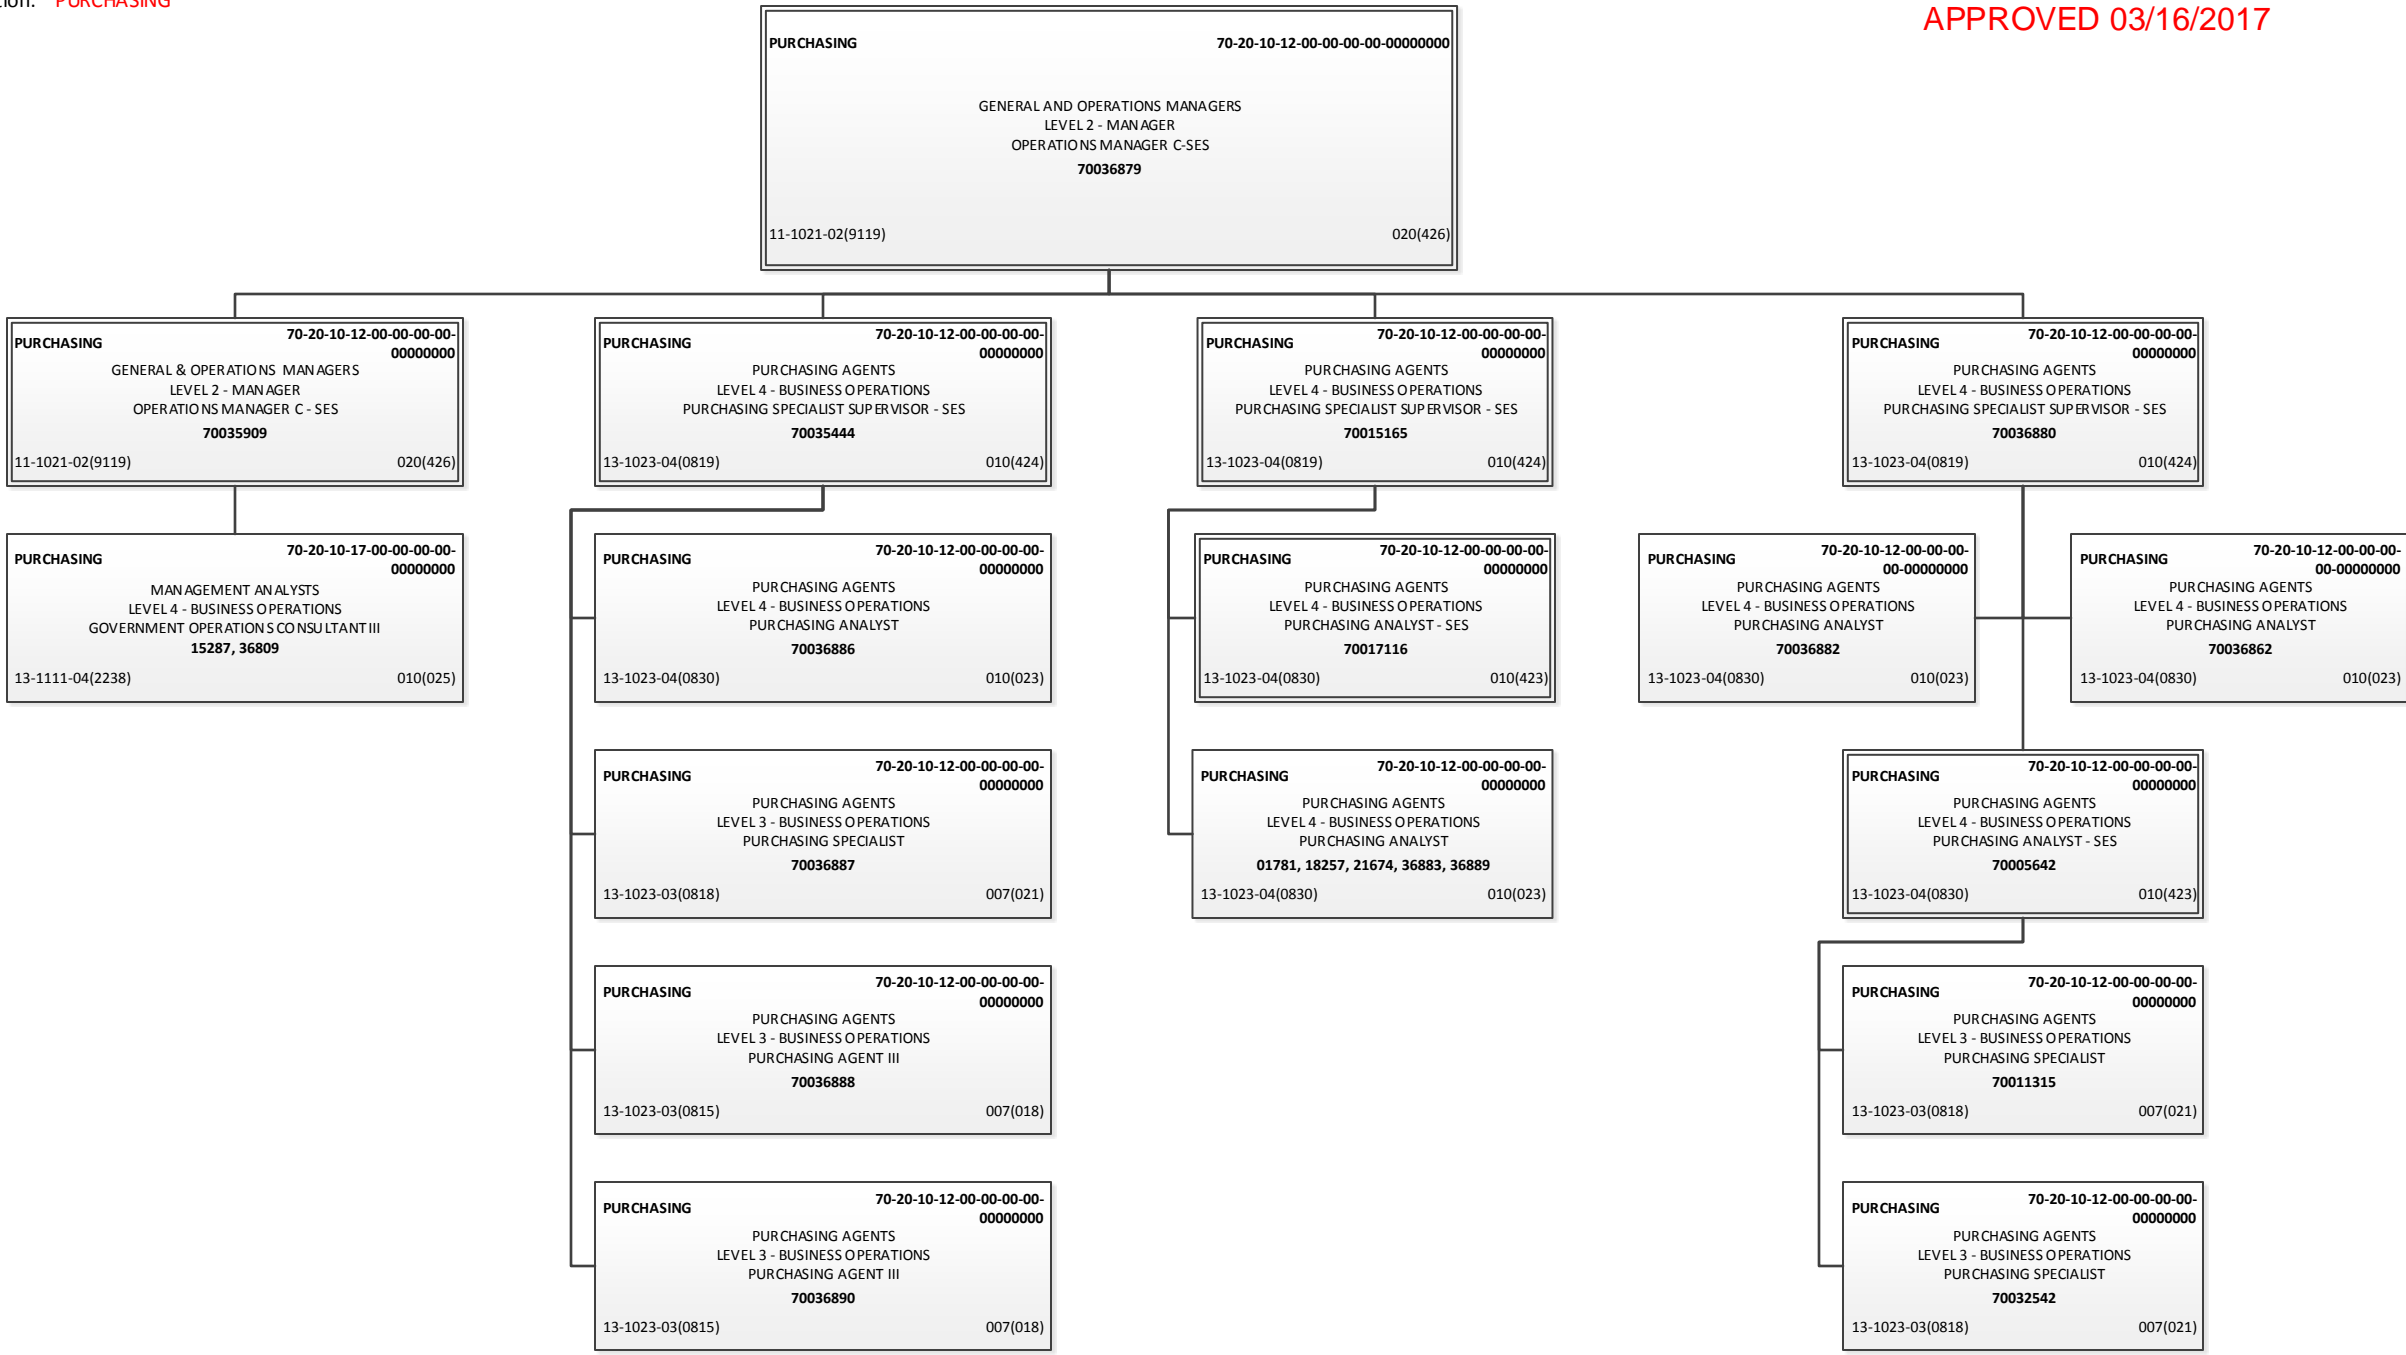 PURCHASING
APPROVED 03/16/2017
PURCHASING 70-20-10-12-00-00-00-00-00000000
GENERAL AND OPERATIONS MANAGERS
LEVEL 2 - MANAGER
OPERATIONS MANAGER C-SES
70036879
11-1021-02(9119) 020(426)
PURCHASING 70-20-10-12-00-00-00-00-
00000000
GENERAL & OPERATIONS MANAGERS
LEVEL 2 - MANAGER
OPERATIONS MANAGER C - SES
70035909
11-1021-02(9119) 020(426)
PURCHASING 70-20-10-12-00-00-00-00-
00000000
PURCHASING AGENTS
LEVEL 4 - BUSINESS OPERATIONS
PURCHASING SPECIALIST SUPERVISOR - SES
70035444
13-1023-04(0819) 010(424)
PURCHASING 70-20-10-12-00-00-00-00-
00000000
PURCHASING AGENTS
LEVEL 4 - BUSINESS OPERATIONS
PURCHASING SPECIALIST SUPERVISOR - SES
70015165
13-1023-04(0819) 010(424)
PURCHASING 70-20-10-12-00-00-00-00-
00000000
PURCHASING AGENTS
LEVEL 4 - BUSINESS OPERATIONS
PURCHASING SPECIALIST SUPERVISOR - SES
70036880
13-1023-04(0819) 010(424)
PURCHASING 70-20-10-17-00-00-00-00-
00000000
MANAGEMENT ANALYSTS
LEVEL 4 - BUSINESS OPERATIONS
GOVERNMENT OPERATIONS CONSULTANT III
15287, 36809
13-1111-04(2238) 010(025)
PURCHASING 70-20-10-12-00-00-00-00-
00000000
PURCHASING AGENTS
LEVEL 4 - BUSINESS OPERATIONS
PURCHASING ANALYST
70036886
13-1023-04(0830) 010(023)
PURCHASING 70-20-10-12-00-00-00-00-
00000000
PURCHASING AGENTS
LEVEL 4 - BUSINESS OPERATIONS
PURCHASING ANALYST - SES
70017116
13-1023-04(0830) 010(423)
PURCHASING 70-20-10-12-00-00-00-
00-00000000
PURCHASING AGENTS
LEVEL 4 - BUSINESS OPERATIONS
PURCHASING ANALYST
70036882
13-1023-04(0830) 010(023)
PURCHASING 70-20-10-12-00-00-00-
00-00000000
PURCHASING AGENTS
LEVEL 4 - BUSINESS OPERATIONS
PURCHASING ANALYST
70036862
13-1023-04(0830) 010(023)
PURCHASING 70-20-10-12-00-00-00-00-
00000000
PURCHASING AGENTS
LEVEL 3 - BUSINESS OPERATIONS
PURCHASING SPECIALIST
70036887
13-1023-03(0818) 007(021)
PURCHASING 70-20-10-12-00-00-00-00-
00000000
PURCHASING AGENTS
LEVEL 4 - BUSINESS OPERATIONS
PURCHASING ANALYST
01781, 18257, 21674, 36883, 36889
13-1023-04(0830) 010(023)
PURCHASING 70-20-10-12-00-00-00-00-
00000000
PURCHASING AGENTS
LEVEL 4 - BUSINESS OPERATIONS
PURCHASING ANALYST - SES
70005642
13-1023-04(0830) 010(423)
PURCHASING 70-20-10-12-00-00-00-00-
00000000
PURCHASING AGENTS
LEVEL 3 - BUSINESS OPERATIONS
PURCHASING AGENT III
70036888
13-1023-03(0815) 007(018)
PURCHASING 70-20-10-12-00-00-00-00-
00000000
PURCHASING AGENTS
LEVEL 3 - BUSINESS OPERATIONS
PURCHASING SPECIALIST
70011315
13-1023-03(0818) 007(021)
PURCHASING 70-20-10-12-00-00-00-00-
00000000
PURCHASING AGENTS
LEVEL 3 - BUSINESS OPERATIONS
PURCHASING AGENT III
70036890
13-1023-03(0815) 007(018)
PURCHASING 70-20-10-12-00-00-00-00-
00000000
PURCHASING AGENTS
LEVEL 3 - BUSINESS OPERATIONS
PURCHASING SPECIALIST
70032542
13-1023-03(0818) 007(021)